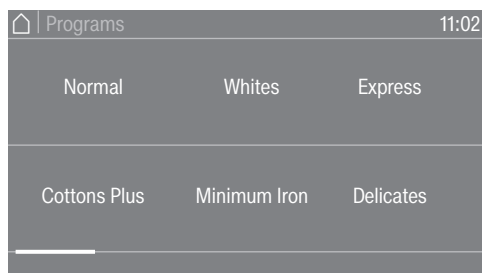 Programs 11:02
Normal Whites Express
Cottons Plus Minimum Iron Delicates